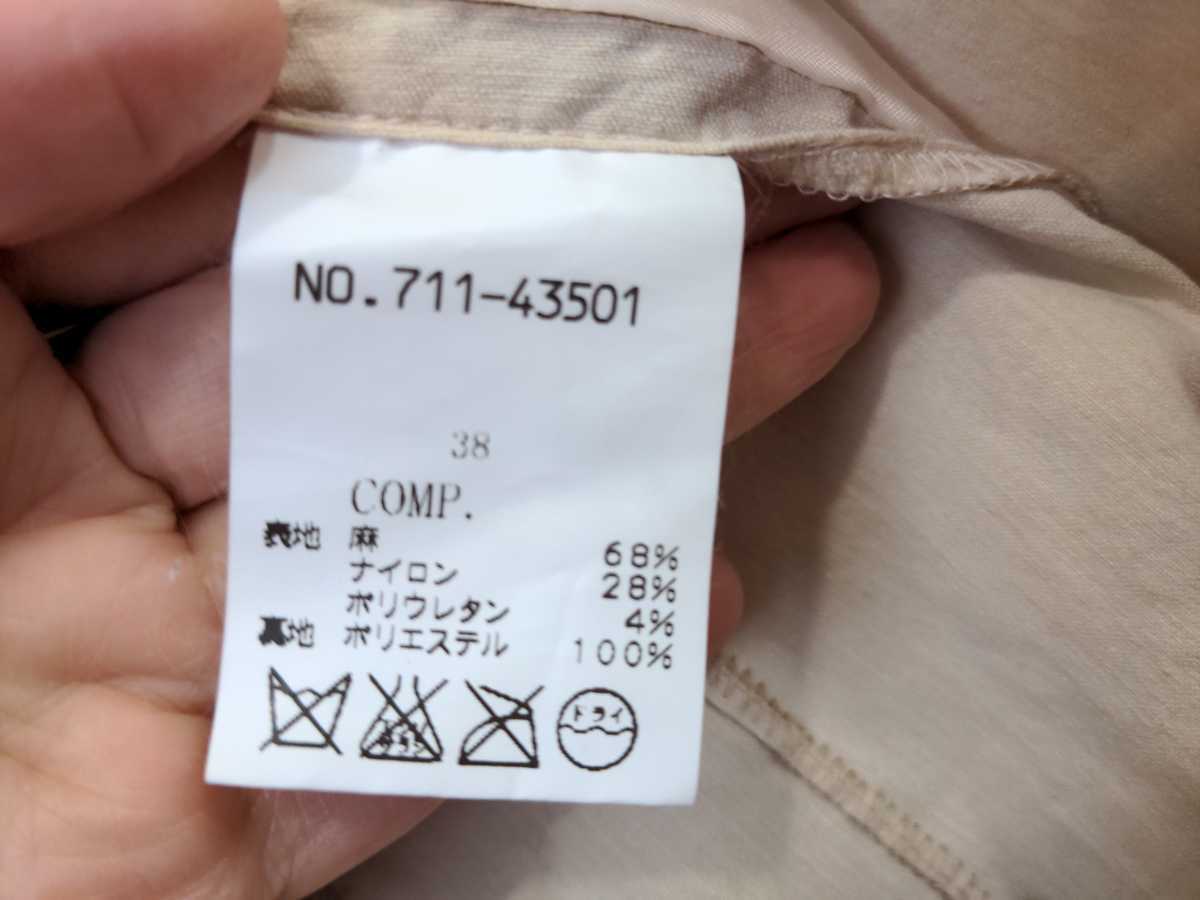 NO.711-43501
38
COMP.
表地 麻 68%
ナイロン 28%
ポリウレタン 4%
裏地 ポリエステル 100%
ドライ